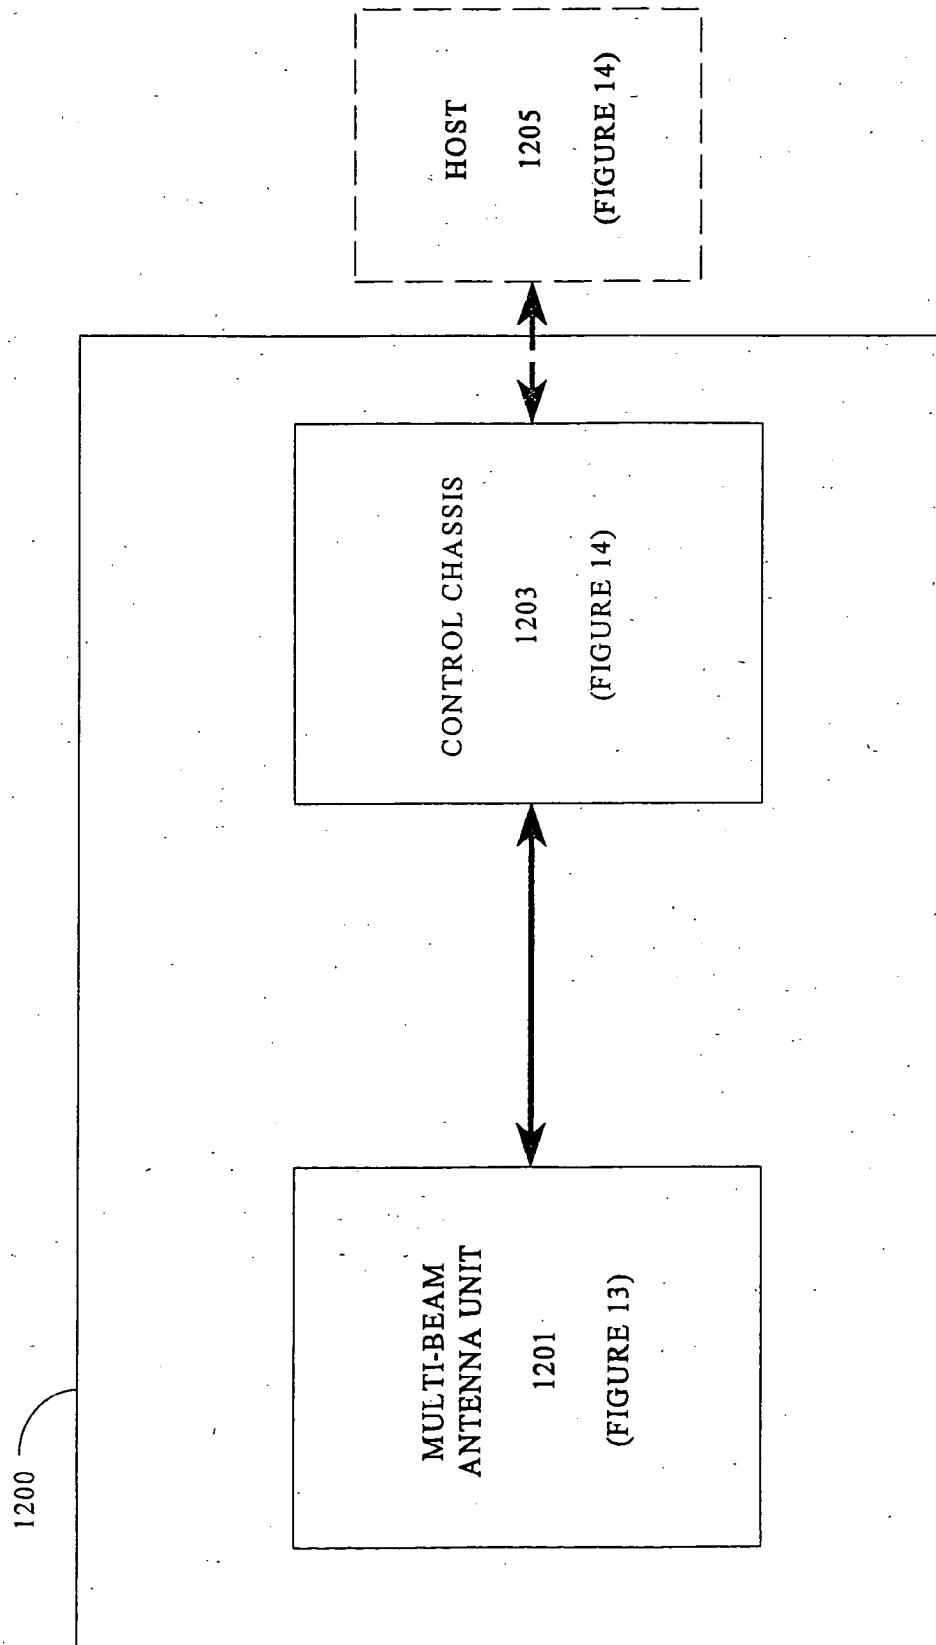 1200
MULTI-BEAM
ANTENNA UNIT
1201
(FIGURE 13)
CONTROL CHASSIS
1203
(FIGURE 14)
HOST
1205
(FIGURE 14)